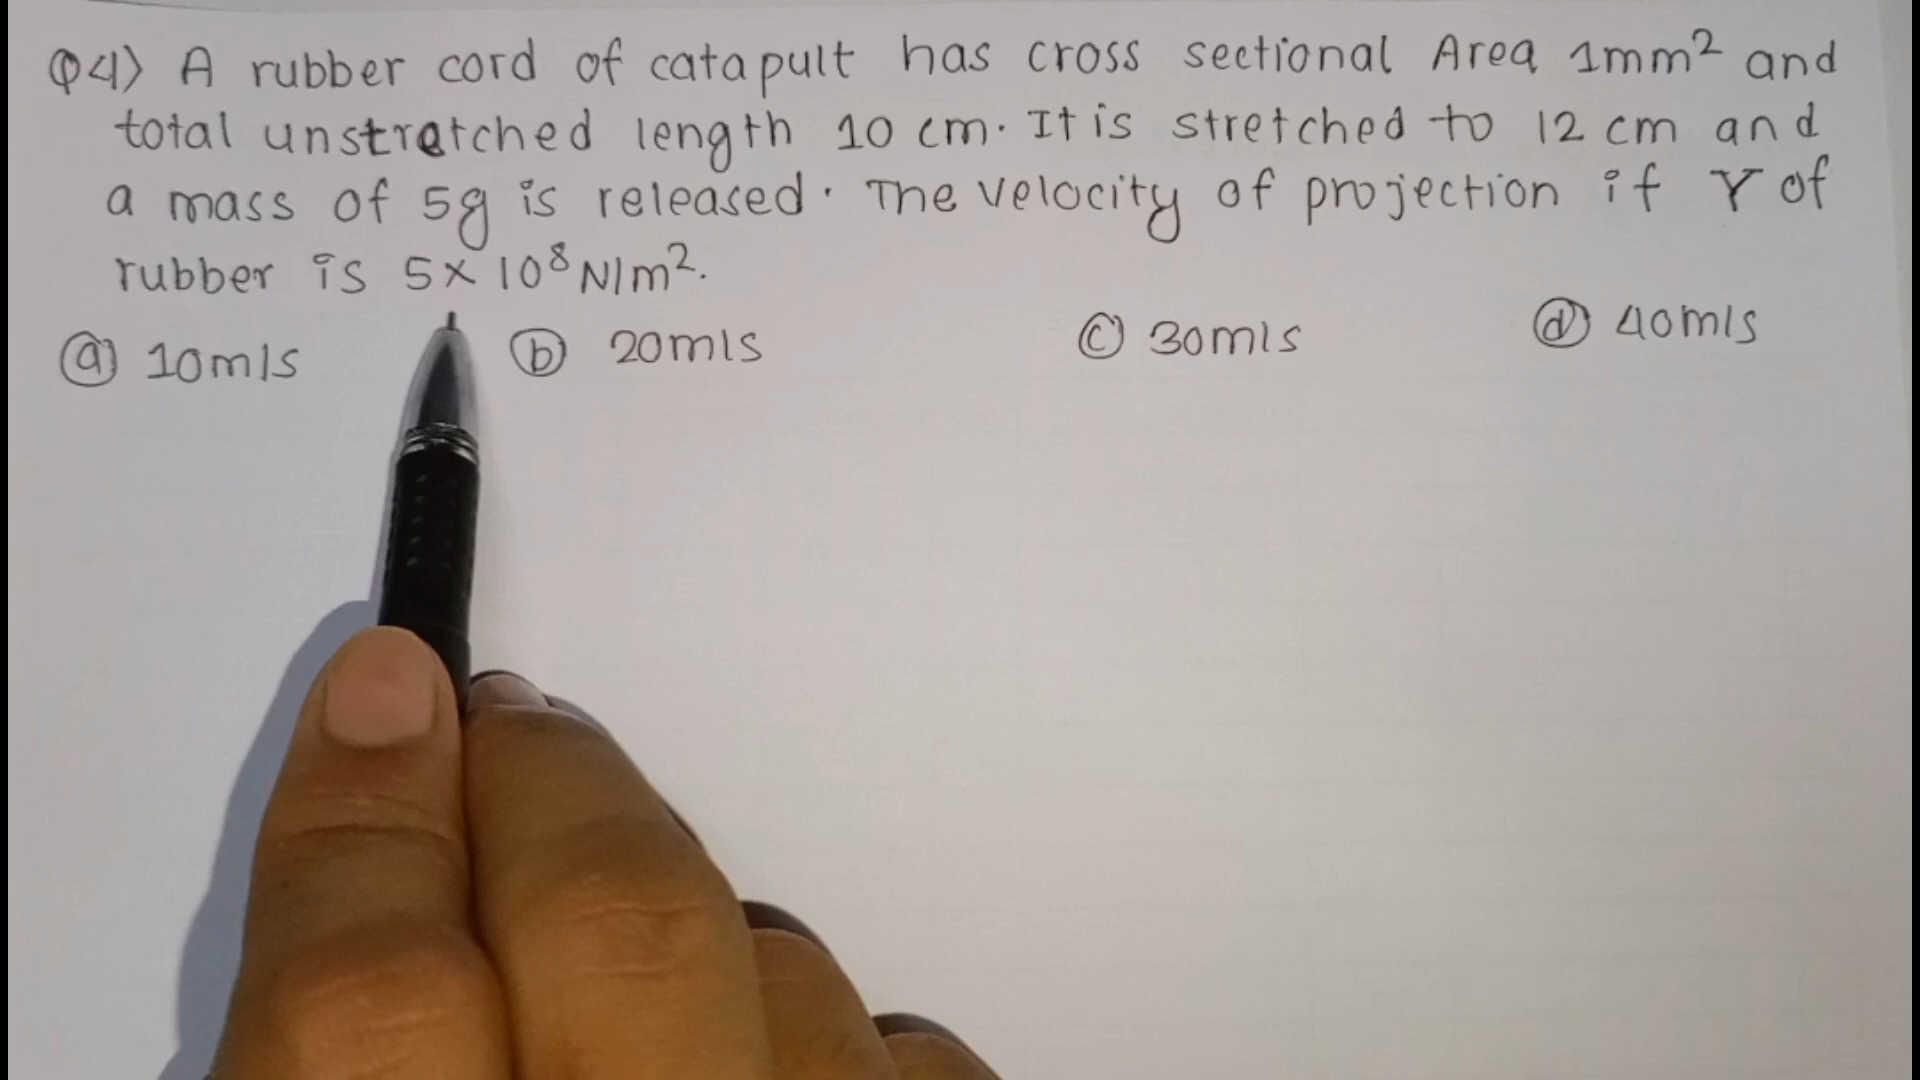 Q4) A rubber cord of catapult has cross sectional Area 1mm² and
total unstretched length 10 cm. It is stretched to 12 cm and
a mass of 5g is released. The velocity of projection if Y of
rubber is 5×10⁸ N/m².
(a) 10m/s (b) 20m/s (c) 30m/s (d) 40m/s